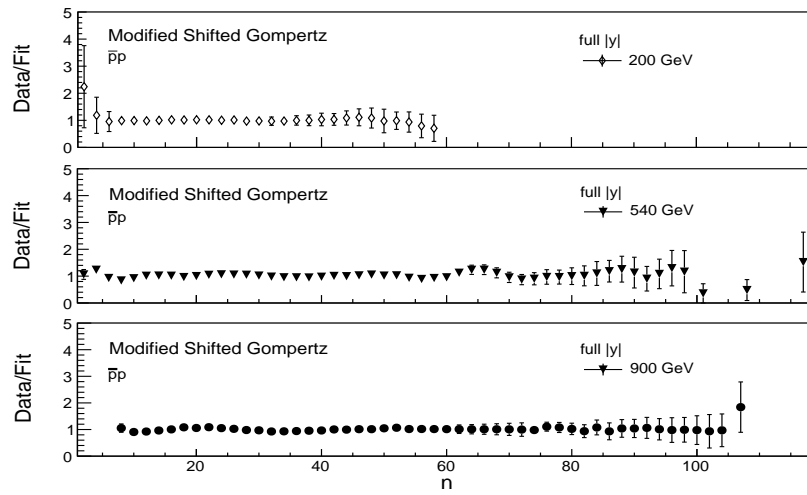 5
Modified Shifted Gompertz
full |y|
p̅p
200 GeV
4
3
2
1
0
Data/Fit
5
Modified Shifted Gompertz
full |y|
p̅p
540 GeV
4
3
2
1
0
Data/Fit
5
Modified Shifted Gompertz
full |y|
p̅p
900 GeV
4
3
2
1
0
Data/Fit
20 40 60 80 100
n